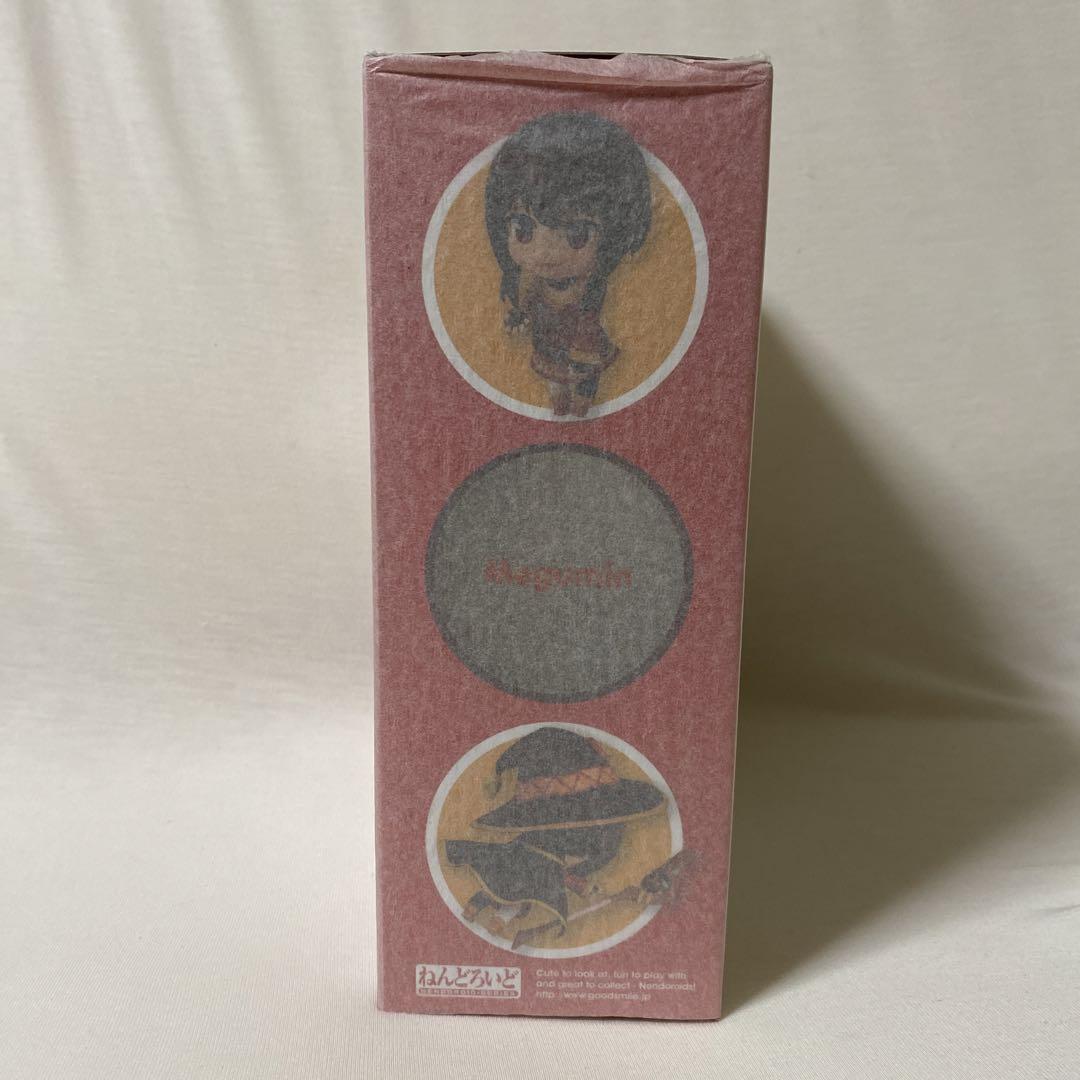 Megumin
ねんどろいど
NENDOROID・SERIES
Cute to look at, fun to play with
and great to collect - Nendoroids!
http://www.goodsmile.jp